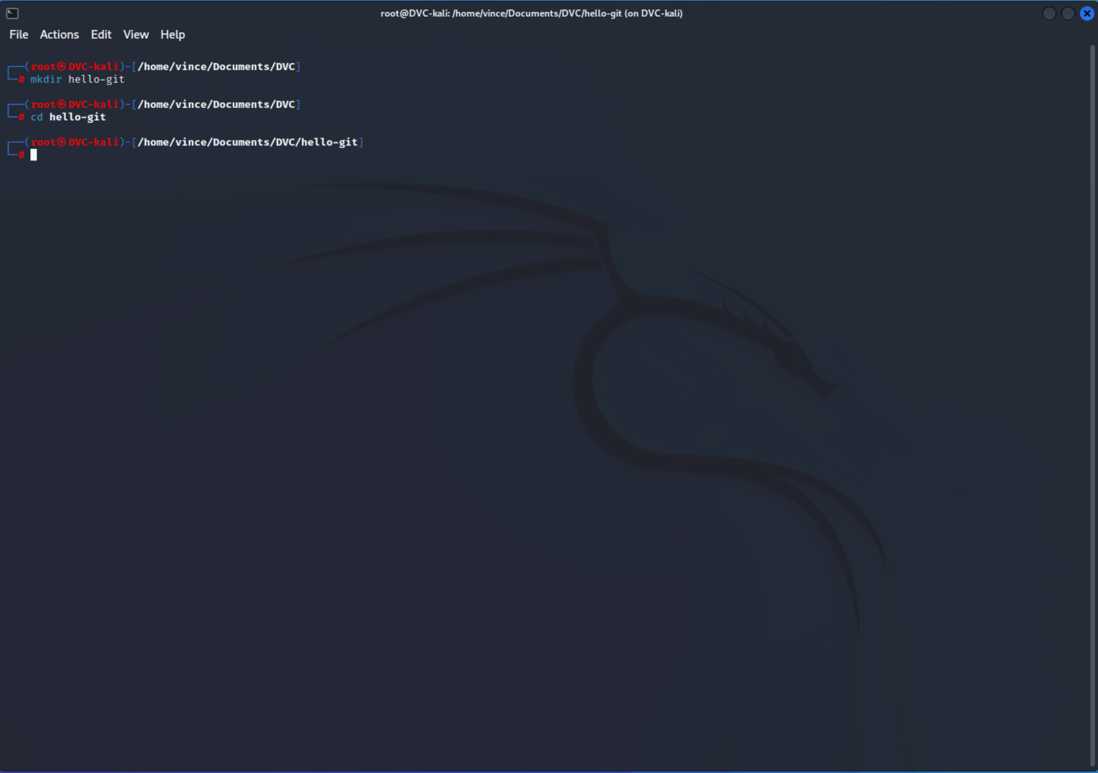 root@DVC-kali: /home/vince/Documents/DVC/hello-git (on DVC-kali)
File Actions Edit View Help
┌──(root㉿DVC-kali)-[/home/vince/Documents/DVC]
└─# mkdir hello-git
┌──(root㉿DVC-kali)-[/home/vince/Documents/DVC]
└─# cd hello-git
┌──(root㉿DVC-kali)-[/home/vince/Documents/DVC/hello-git]
└─#